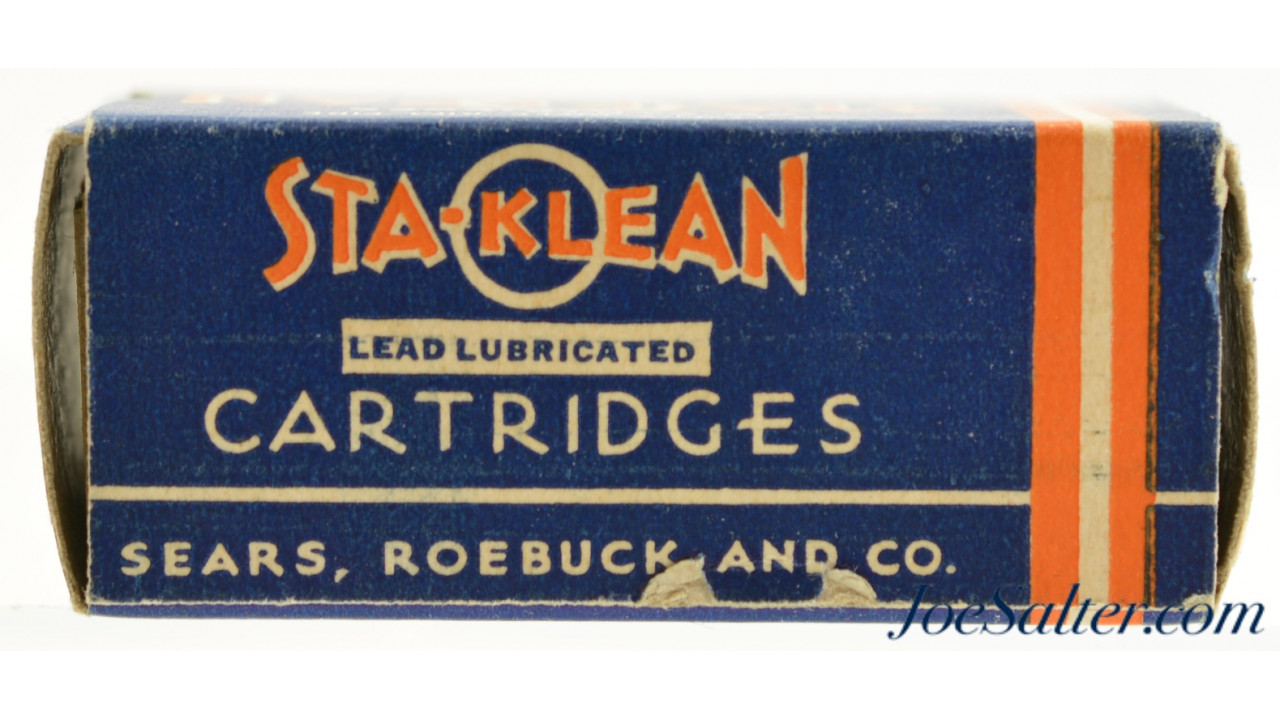 STA-KLEAN
LEAD LUBRICATED
CARTRIDGES
SEARS, ROEBUCK AND CO.
JoeSalter.com